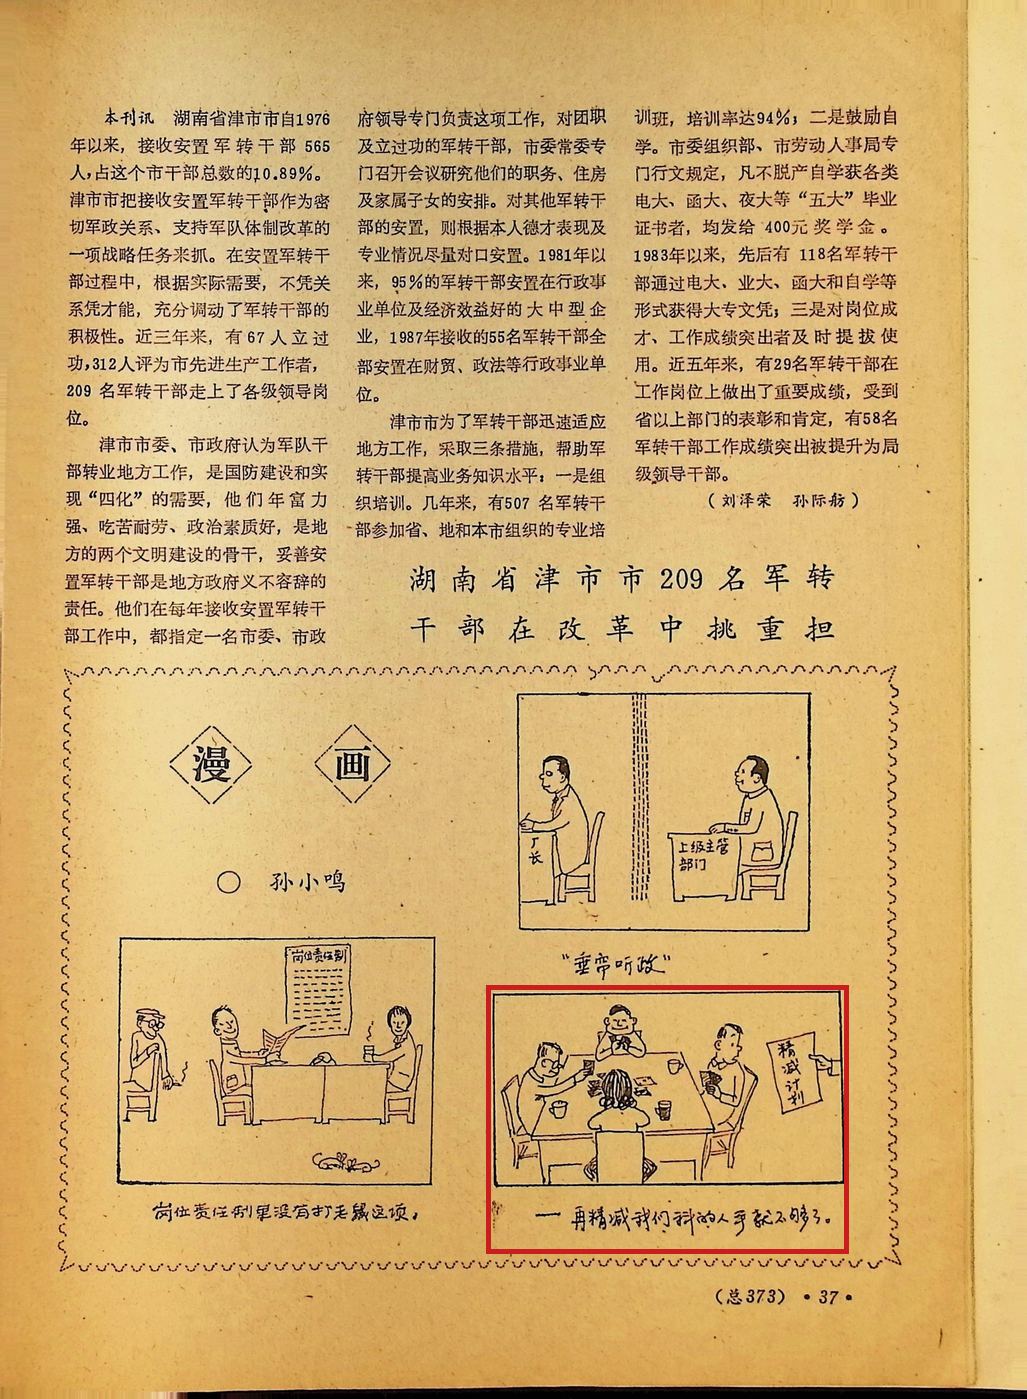 本刊讯 湖南省津市市自1976
年以来，接收安置军转干部565
人，占这个市干部总数的10.89%。
津市市把接收安置军转干部作为密
切军政关系、支持军队体制改革的
一项战略任务来抓。在安置军转干
部过程中，根据实际需要，不凭关
系凭才能，充分调动了军转干部的
积极性。近三年来，有67人立过
功，312人评为市先进生产工作者，
209 名军转干部走上了各级领导岗
位。
津市市委、市政府认为军队干
部转业地方工作，是国防建设和实
现“四化”的需要，他们年富力
强、吃苦耐劳、政治素质好，是地
方的两个文明建设的骨干，妥善安
置军转干部是地方政府义不容辞的
责任。他们在每年接收安置军转干
部工作中，都指定一名市委、市政
府领导专门负责这项工作，对团职
及立过功的军转干部，市委常委专
门召开会议研究他们的职务、住房
及家属子女的安排。对其他军转干
部的安置，则根据本人德才表现及
专业情况尽量对口安置。1981年以
来，95%的军转干部安置在行政事
业单位及经济效益好的大中型企
业，1987年接收的55名军转干部全
部安置在财贸、政法等行政事业单
位。
津市市为了军转干部迅速适应
地方工作，采取三条措施，帮助军
转干部提高业务知识水平：一是组
织培训。几年来，有507 名军转干
部参加省、地和本市组织的专业培
训班，培训率达94%；二是鼓励自
学。市委组织部、市劳动人事局专
门行文规定，凡不脱产自学获各类
电大、函大、夜大等“五大”毕业
证书者，均发给 400元奖学金。
1983年以来，先后有 118名军转干
部通过电大、业大、函大和自学等
形式获得大专文凭；三是对岗位成
才、工作成绩突出者及时提拔使
用。近五年来，有29名军转干部在
工作岗位上做出了重要成绩，受到
省以上部门的表彰和肯定，有58名
军转干部工作成绩突出被提升为局
级领导干部。
（刘泽荣 孙际舫）
湖南省津市市209名军转
干部在改革中挑重担
漫画
○ 孙小鸣
厂长
上级主管
部门
“垂帘听政”
岗位责任制
岗位责任制里没有打老鼠这项。
精减计划
——再精减我们科的人手就不够了。
（总373）·37·